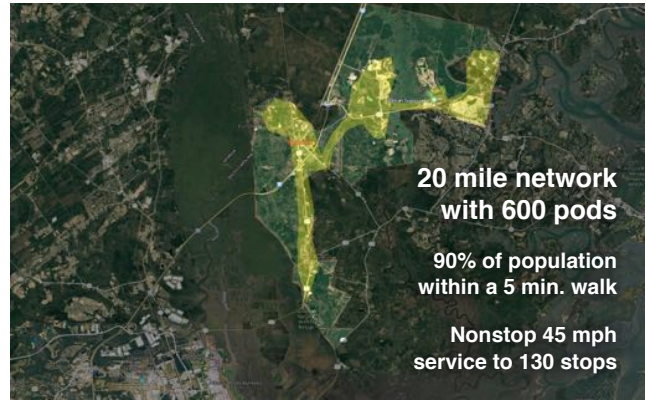 20 mile network
with 600 pods
90% of population
within a 5 min. walk
Nonstop 45 mph
service to 130 stops